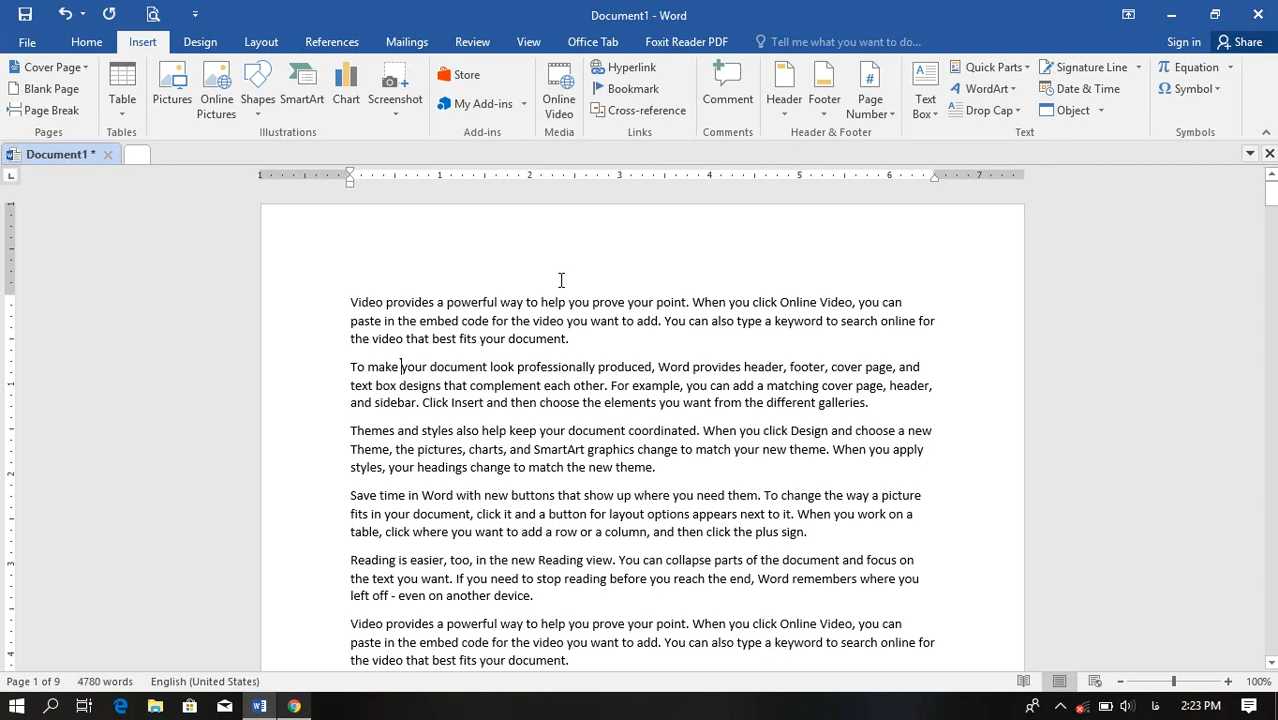 Document1 - Word
File Home Insert Design Layout References Mailings Review View Office Tab Foxit Reader PDF Tell me what you want to do... Sign in Share
Cover Page
Blank Page
Page Break
Pages
Table
Tables
Pictures
Online Pictures
Shapes
SmartArt
Chart
Screenshot
Illustrations
Store
My Add-ins
Add-ins
Online Video
Media
Hyperlink
Bookmark
Cross-reference
Links
Comment
Comments
Header
Footer
Page Number
Header & Footer
Text Box
Quick Parts
WordArt
Drop Cap
Signature Line
Date & Time
Object
Text
Equation
Symbol
Symbols
Document1 *
1 1 2 3 4 5 6 7
Video provides a powerful way to help you prove your point. When you click Online Video, you can
paste in the embed code for the video you want to add. You can also type a keyword to search online for
the video that best fits your document.
To make your document look professionally produced, Word provides header, footer, cover page, and
text box designs that complement each other. For example, you can add a matching cover page, header,
and sidebar. Click Insert and then choose the elements you want from the different galleries.
Themes and styles also help keep your document coordinated. When you click Design and choose a new
Theme, the pictures, charts, and SmartArt graphics change to match your new theme. When you apply
styles, your headings change to match the new theme.
Save time in Word with new buttons that show up where you need them. To change the way a picture
fits in your document, click it and a button for layout options appears next to it. When you work on a
table, click where you want to add a row or a column, and then click the plus sign.
Reading is easier, too, in the new Reading view. You can collapse parts of the document and focus on
the text you want. If you need to stop reading before you reach the end, Word remembers where you
left off - even on another device.
Video provides a powerful way to help you prove your point. When you click Online Video, you can
paste in the embed code for the video you want to add. You can also type a keyword to search online for
the video that best fits your document.
1
1
2
3
4
Page 1 of 9 4780 words English (United States) 100%
فا 2:23 PM